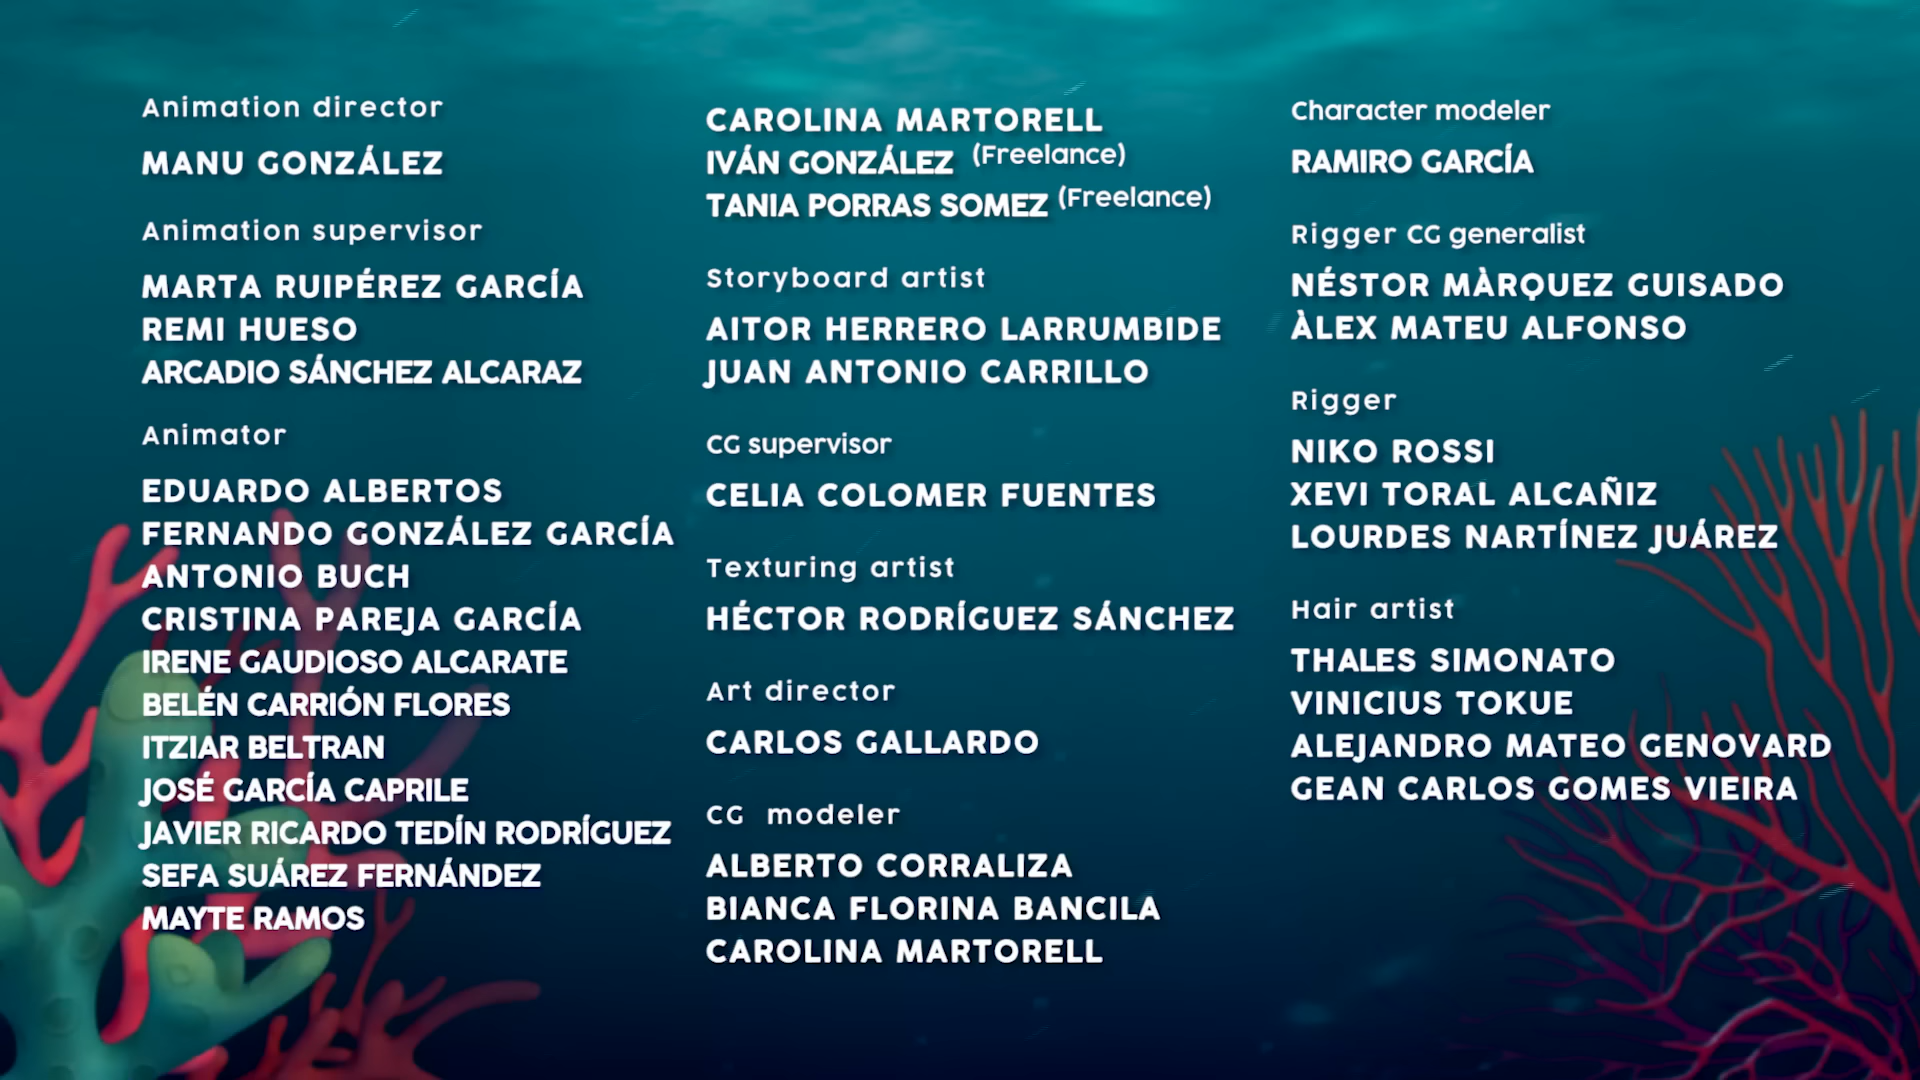 Animation director
MANU GONZÁLEZ
Animation supervisor
MARTA RUIPÉREZ GARCÍA
REMI HUESO
ARCADIO SÁNCHEZ ALCARAZ
Animator
EDUARDO ALBERTOS
FERNANDO GONZÁLEZ GARCÍA
ANTONIO BUCH
CRISTINA PAREJA GARCÍA
IRENE GAUDIOSO ALCARATE
BELÉN CARRIÓN FLORES
ITZIAR BELTRAN
JOSÉ GARCÍA CAPRILE
JAVIER RICARDO TEDÍN RODRÍGUEZ
SEFA SUÁREZ FERNÁNDEZ
MAYTE RAMOS
CAROLINA MARTORELL
IVÁN GONZÁLEZ (Freelance)
TANIA PORRAS SOMEZ (Freelance)
Storyboard artist
AITOR HERRERO LARRUMBIDE
JUAN ANTONIO CARRILLO
CG supervisor
CELIA COLOMER FUENTES
Texturing artist
HÉCTOR RODRÍGUEZ SÁNCHEZ
Art director
CARLOS GALLARDO
CG modeler
ALBERTO CORRALIZA
BIANCA FLORINA BANCILA
CAROLINA MARTORELL
Character modeler
RAMIRO GARCÍA
Rigger CG generalist
NÉSTOR MÀRQUEZ GUISADO
ÀLEX MATEU ALFONSO
Rigger
NIKO ROSSI
XEVI TORAL ALCAÑIZ
LOURDES NARTÍNEZ JUÁREZ
Hair artist
THALES SIMONATO
VINICIUS TOKUE
ALEJANDRO MATEO GENOVARD
GEAN CARLOS GOMES VIEIRA